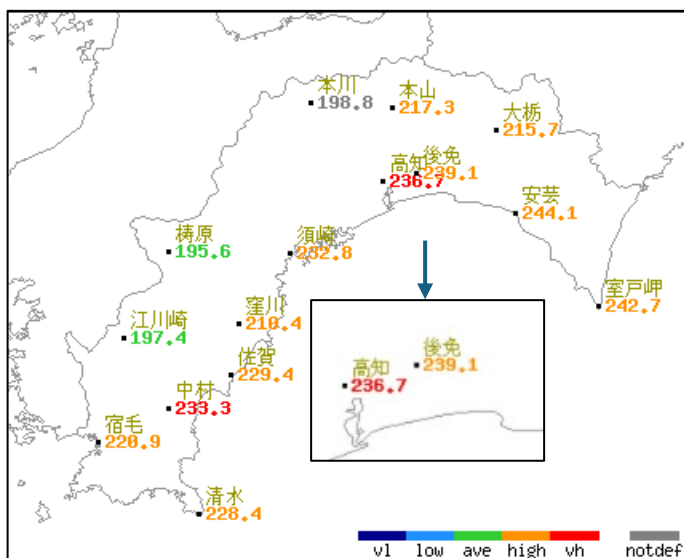 本川
198.8
本山
217.3
大栃
215.7
高知
236.7
後免
239.1
安芸
244.1
梼原
195.6
須崎
232.8
室戸岬
242.7
江川崎
197.4
窪川
210.4
佐賀
229.4
中村
233.3
宿毛
220.9
清水
228.4
後免
239.1
高知
236.7
vl low ave high vh notdef